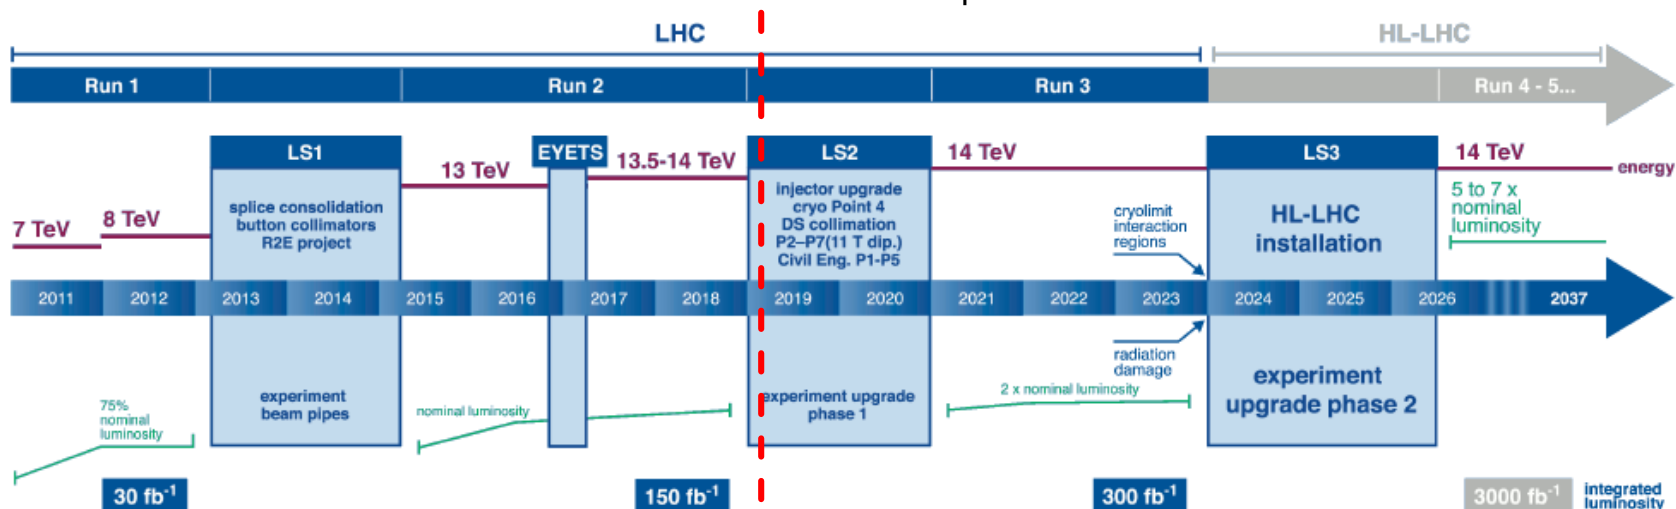 LHC
HL-LHC
Run 1
Run 2
Run 3
Run 4 - 5...
LS1
EYETS
13.5-14 TeV
LS2
14 TeV
LS3
14 TeV
energy
13 TeV
7 TeV
8 TeV
splice consolidation
button collimators
R2E project
injector upgrade
cryo Point 4
DS collimation
P2–P7(11 T dip.)
Civil Eng. P1-P5
cryolimit
interaction
regions
HL-LHC
installation
5 to 7 x
nominal
luminosity
2011 2012 2013 2014 2015 2016 2017 2018 2019 2020 2021 2022 2023 2024 2025 2026 2037
radiation
damage
75%
nominal
luminosity
experiment
beam pipes
nominal luminosity
experiment upgrade
phase 1
2 x nominal luminosity
experiment
upgrade phase 2
30 fb⁻¹
150 fb⁻¹
300 fb⁻¹
3000 fb⁻¹
integrated
luminosity